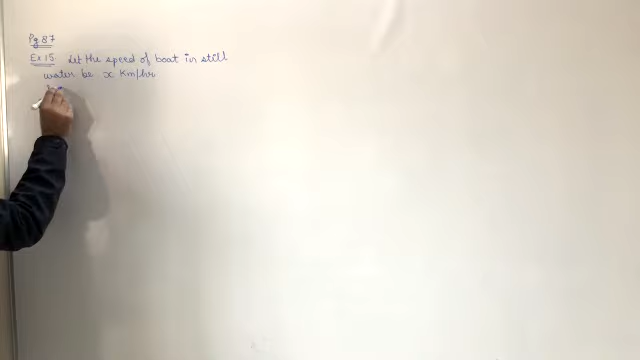 Pg 87
Ex 15 Let the speed of boat in still
water be x Km/hr